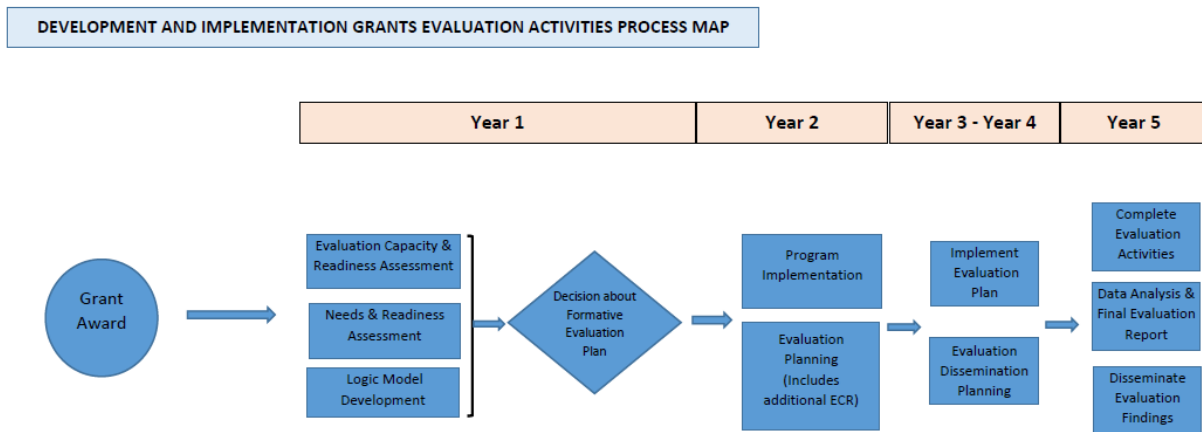 DEVELOPMENT AND IMPLEMENTATION GRANTS EVALUATION ACTIVITIES PROCESS MAP
Year 1
Year 2
Year 3 - Year 4
Year 5
Grant
Award
Evaluation Capacity &
Readiness Assessment
Needs & Readiness
Assessment
Logic Model
Development
Decision about
Formative
Evaluation
Plan
Program
Implementation
Evaluation
Planning
(Includes
additional ECR)
Implement
Evaluation
Plan
Evaluation
Dissemination
Planning
Complete
Evaluation
Activities
Data Analysis &
Final Evaluation
Report
Disseminate
Evaluation
Findings